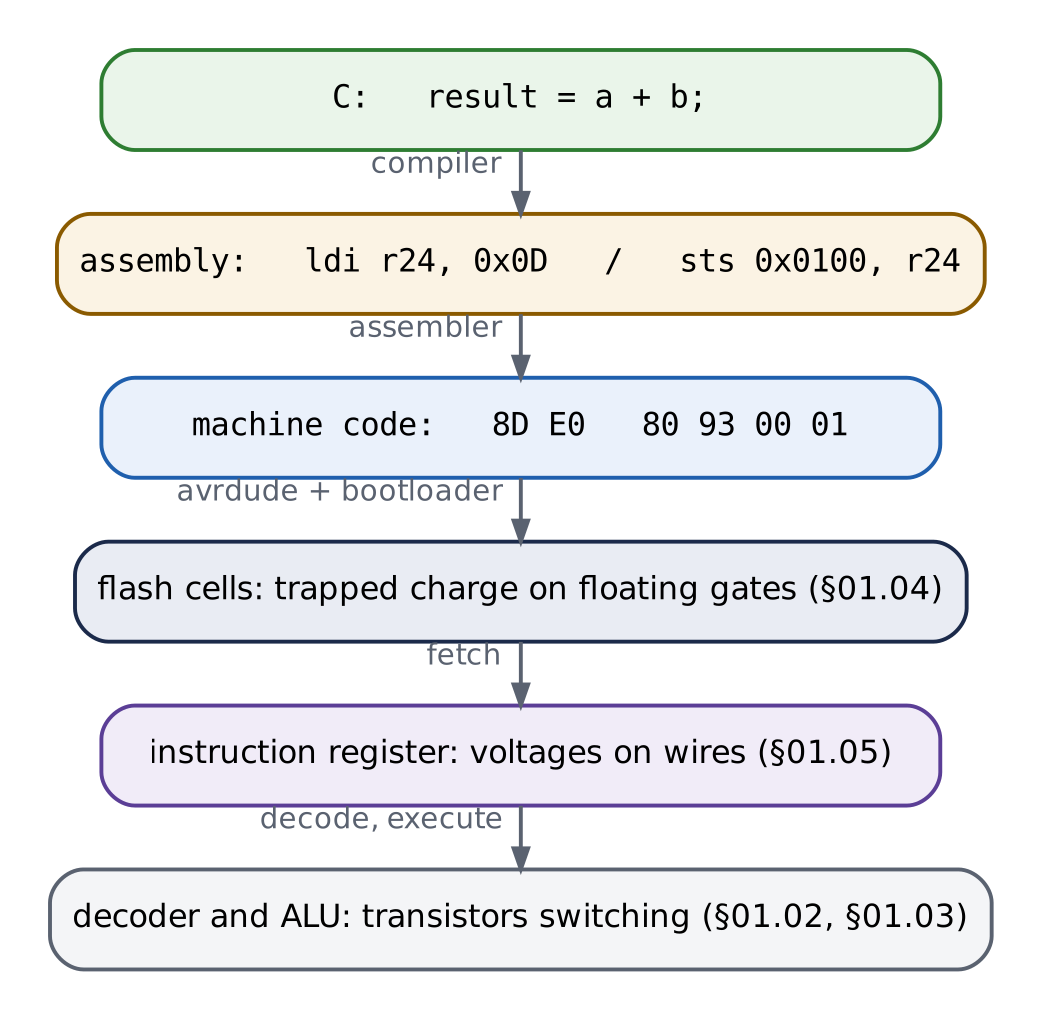 C:   result = a + b;
compiler
assembly:   ldi r24, 0x0D   /   sts 0x0100, r24
assembler
machine code:   8D E0   80 93 00 01
avrdude + bootloader
flash cells: trapped charge on floating gates (§01.04)
fetch
instruction register: voltages on wires (§01.05)
decode, execute
decoder and ALU: transistors switching (§01.02, §01.03)